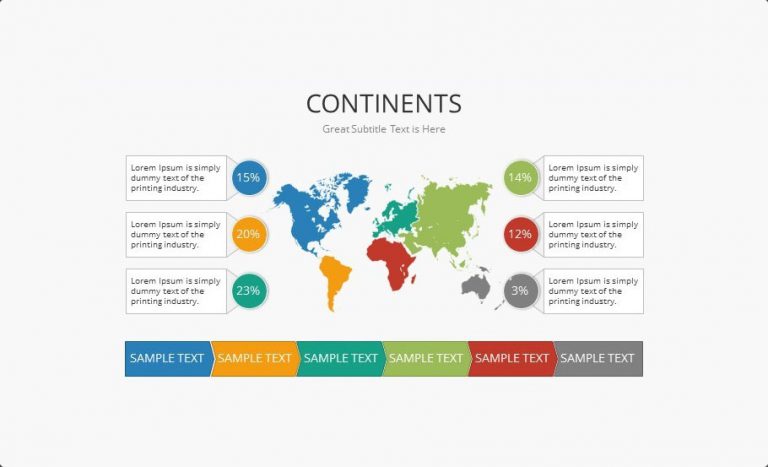 CONTINENTS
Great Subtitle Text is Here
Lorem Ipsum is simply
dummy text of the
printing industry.
15%
14%
Lorem Ipsum is simply
dummy text of the
printing industry.
Lorem Ipsum is simply
dummy text of the
printing industry.
20%
12%
Lorem Ipsum is simply
dummy text of the
printing industry.
Lorem Ipsum is simply
dummy text of the
printing industry.
23%
3%
Lorem Ipsum is simply
dummy text of the
printing industry.
SAMPLE TEXT SAMPLE TEXT SAMPLE TEXT SAMPLE TEXT SAMPLE TEXT SAMPLE TEXT